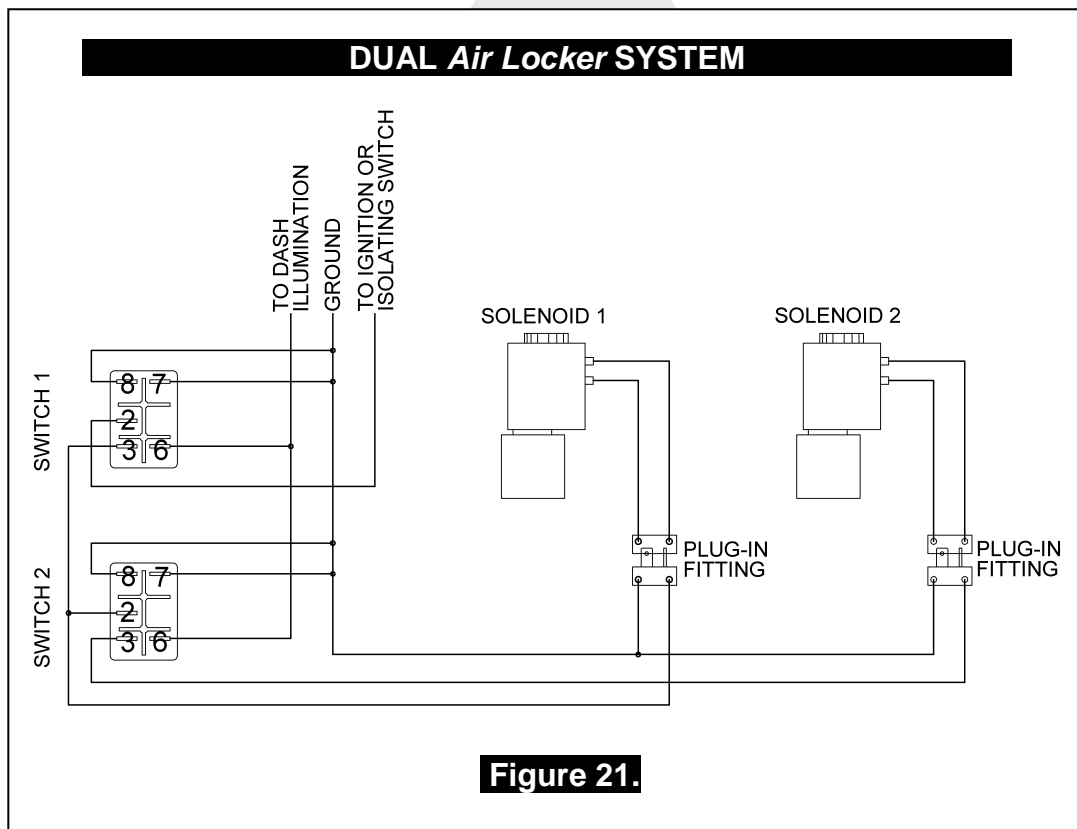 DUAL Air Locker SYSTEM
TO DASH
ILLUMINATION
GROUND
TO IGNITION OR
ISOLATING SWITCH
SOLENOID 1
SOLENOID 2
SWITCH 1
8 7
2
3 6
SWITCH 2
8 7
2
3 6
PLUG-IN
FITTING
PLUG-IN
FITTING
Figure 21.